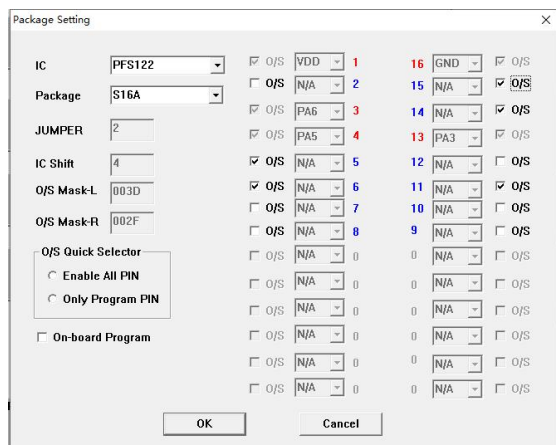 Package Setting
IC PFS122
Package S16A
JUMPER 2
IC Shift 4
O/S Mask-L 003D
O/S Mask-R 002F
O/S Quick Selector
Enable All PIN
Only Program PIN
On-board Program
O/S VDD 1 16 GND O/S
O/S N/A 2 15 N/A O/S
O/S PA6 3 14 N/A O/S
O/S PA5 4 13 PA3 O/S
O/S N/A 5 12 N/A O/S
O/S N/A 6 11 N/A O/S
O/S N/A 7 10 N/A O/S
O/S N/A 8 9 N/A O/S
O/S N/A 0 0 N/A O/S
O/S N/A 0 0 N/A O/S
O/S N/A 0 0 N/A O/S
O/S N/A 0 0 N/A O/S
O/S N/A 0 0 N/A O/S
O/S N/A 0 0 N/A O/S
OK Cancel